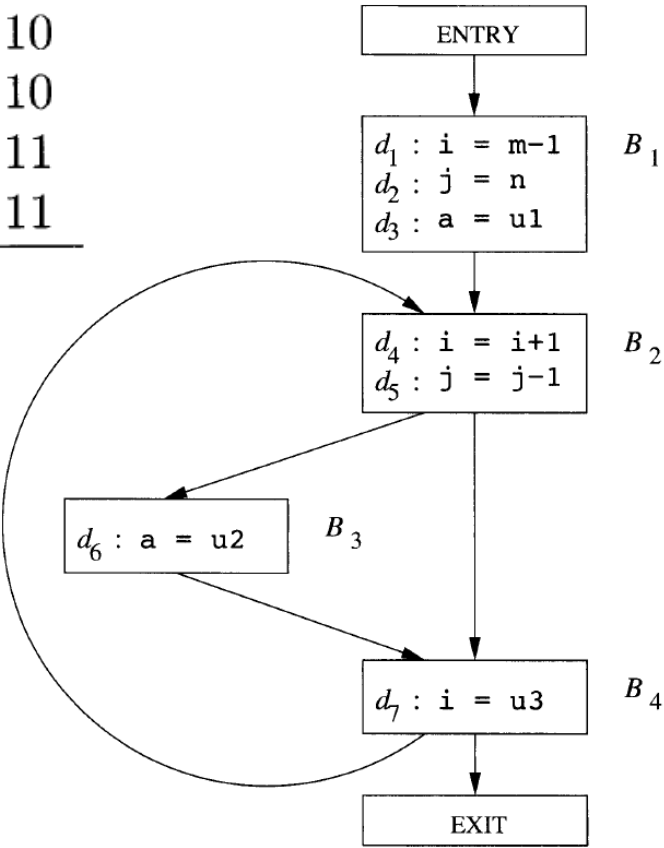 10
10
11
11
ENTRY
d₁ : i = m-1
d₂ : j = n
d₃ : a = u1
B₁
d₄ : i = i+1
d₅ : j = j-1
B₂
d₆ : a = u2
B₃
d₇ : i = u3
B₄
EXIT